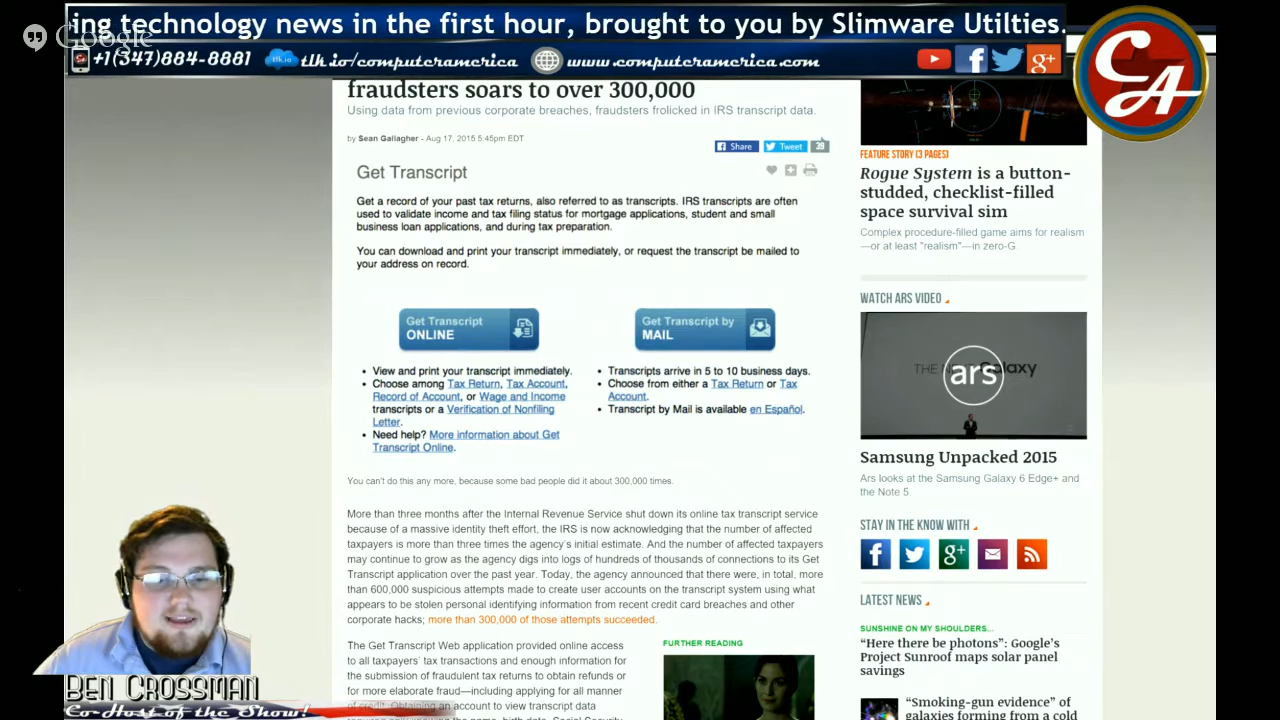 ing technology news in the first hour, brought to you by Slimware Utilties.
Google
+1(347)884-8881
tlk.io
tlk.io/computeramerica
www.computeramerica.com
CA
fraudsters soars to over 300,000
Using data from previous corporate breaches, fraudsters frolicked in IRS transcript data.
by Sean Gallagher - Aug 17, 2015 5:45pm EDT
Share
Tweet
39
Get Transcript
Get a record of your past tax returns, also referred to as transcripts. IRS transcripts are often
used to validate income and tax filing status for mortgage applications, student and small
business loan applications, and during tax preparation.
You can download and print your transcript immediately, or request the transcript be mailed to
your address on record.
Get Transcript
ONLINE
Get Transcript by
MAIL
• View and print your transcript immediately.
• Choose among Tax Return, Tax Account,
Record of Account, or Wage and Income
transcripts or a Verification of Nonfiling
Letter.
• Need help? More information about Get
Transcript Online.
• Transcripts arrive in 5 to 10 business days.
• Choose from either a Tax Return or Tax
Account.
• Transcript by Mail is available en Español.
You can't do this any more, because some bad people did it about 300,000 times.
More than three months after the Internal Revenue Service shut down its online tax transcript service
because of a massive identity theft effort, the IRS is now acknowledging that the number of affected
taxpayers is more than three times the agency's initial estimate. And the number of affected taxpayers
may continue to grow as the agency digs into logs of hundreds of thousands of connections to its Get
Transcript application over the past year. Today, the agency announced that there were, in total, more
than 600,000 suspicious attempts made to create user accounts on the transcript system using what
appears to be stolen personal identifying information from recent credit card breaches and other
corporate hacks; more than 300,000 of those attempts succeeded.
The Get Transcript Web application provided online access
to all taxpayers' tax transactions and enough information for
the submission of fraudulent tax returns to obtain refunds or
for more elaborate fraud—including applying for all manner
of credit. Obtaining an account to view transcript data
FURTHER READING
FEATURE STORY (3 PAGES)
Rogue System is a button-
studded, checklist-filled
space survival sim
Complex procedure-filled game aims for realism
—or at least "realism"—in zero-G
WATCH ARS VIDEO
ars
Samsung Unpacked 2015
Ars looks at the Samsung Galaxy 6 Edge+ and
the Note 5
STAY IN THE KNOW WITH
LATEST NEWS
SUNSHINE ON MY SHOULDERS...
“Here there be photons”: Google's
Project Sunroof maps solar panel
savings
“Smoking-gun evidence” of
galaxies forming from a cold
BEN CROSSMAN
Co-Host of the Show!